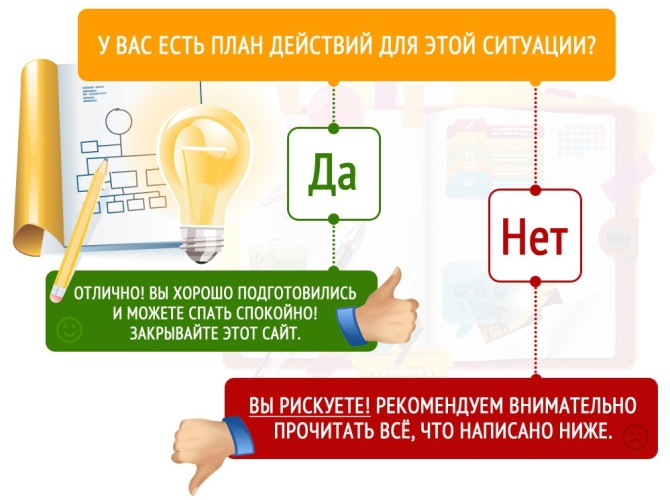 У ВАС ЕСТЬ ПЛАН ДЕЙСТВИЙ ДЛЯ ЭТОЙ СИТУАЦИИ?
Да
Нет
ОТЛИЧНО! ВЫ ХОРОШО ПОДГОТОВИЛИСЬ
И МОЖЕТЕ СПАТЬ СПОКОЙНО!
ЗАКРЫВАЙТЕ ЭТОТ САЙТ.
ВЫ РИСКУЕТЕ! РЕКОМЕНДУЕМ ВНИМАТЕЛЬНО
ПРОЧИТАТЬ ВСЁ, ЧТО НАПИСАНО НИЖЕ.